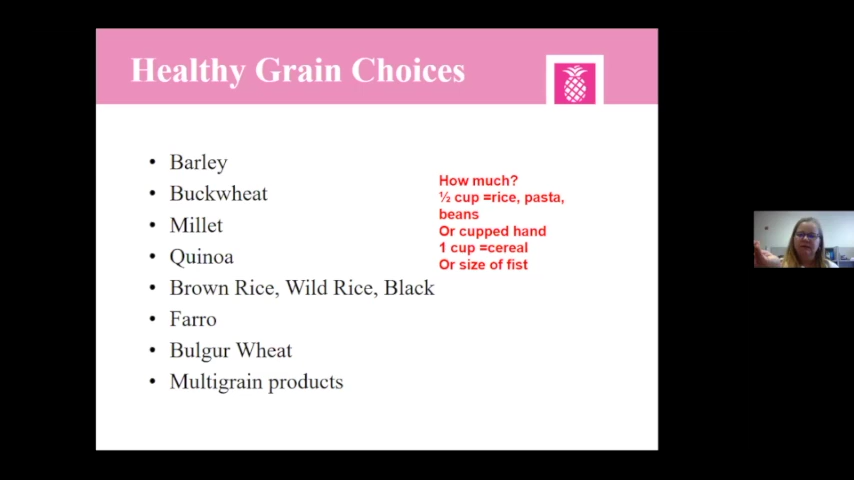 Healthy Grain Choices
• Barley
• Buckwheat
• Millet
• Quinoa
• Brown Rice, Wild Rice, Black
• Farro
• Bulgur Wheat
• Multigrain products
How much?
½ cup =rice, pasta,
beans
Or cupped hand
1 cup =cereal
Or size of fist